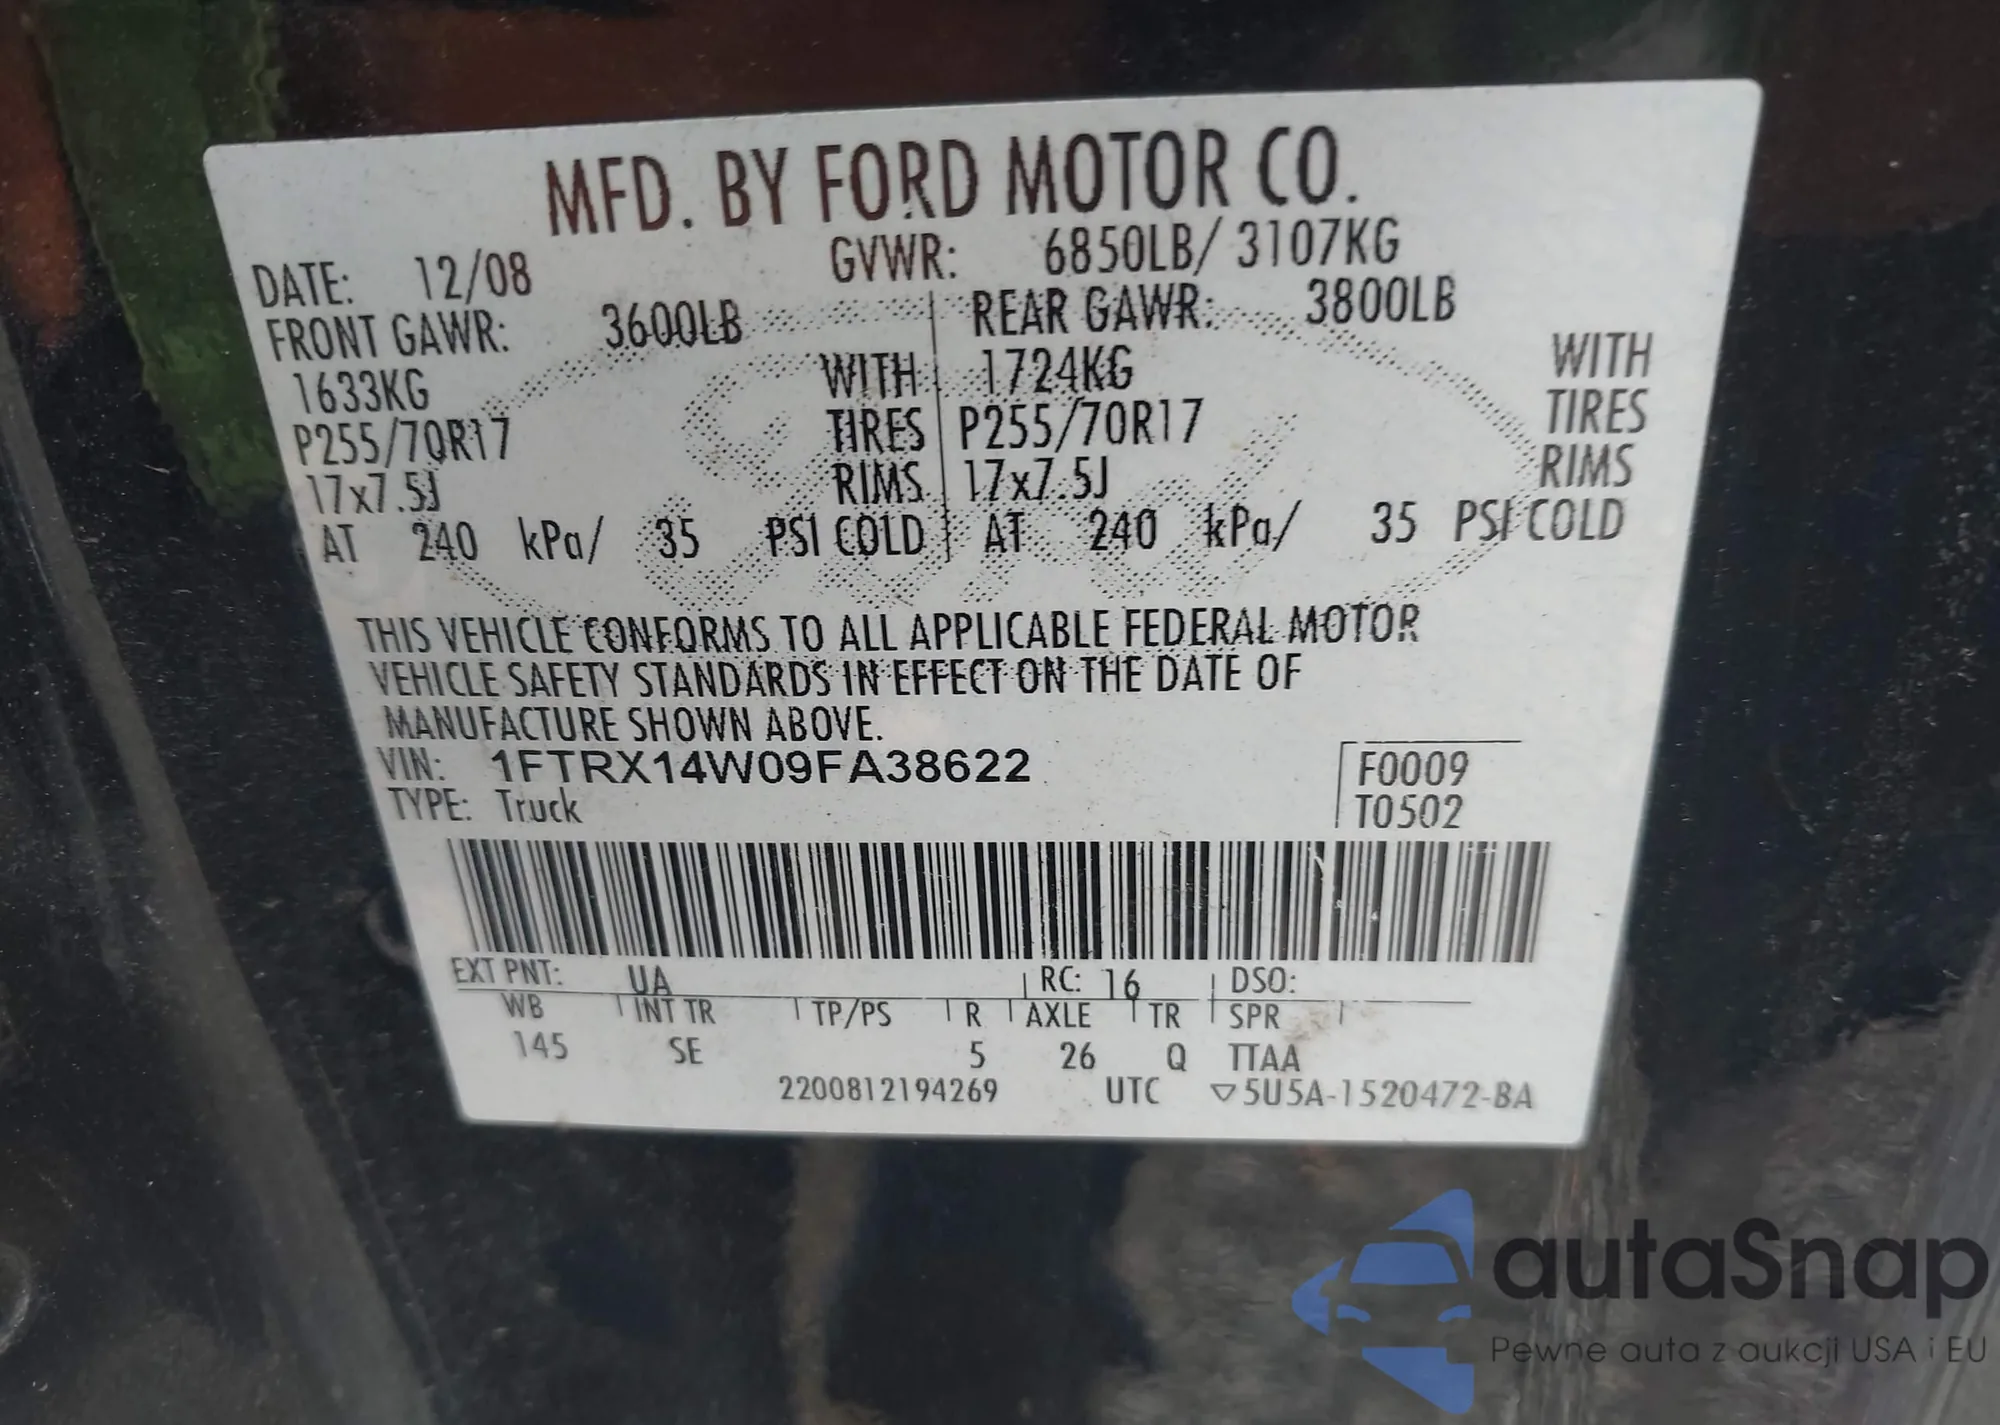 MFD. BY FORD MOTOR CO.
DATE: 12/08 GVWR: 6850LB/ 3107KG
FRONT GAWR: 3600LB REAR GAWR: 3800LB
1633KG WITH 1724KG WITH
P255/70R17 TIRES P255/70R17 TIRES
17x7.5J RIMS 17x7.5J RIMS
AT 240 kPa/ 35 PSI COLD AT 240 kPa/ 35 PSI COLD
THIS VEHICLE CONFORMS TO ALL APPLICABLE FEDERAL MOTOR
VEHICLE SAFETY STANDARDS IN EFFECT ON THE DATE OF
MANUFACTURE SHOWN ABOVE.
VIN: 1FTRX14W09FA38622 F0009
TYPE: Truck T0502
EXT PNT: UA RC: 16 DSO:
WB INT TR TP/PS R AXLE TR SPR
145 SE 5 26 Q TTAA
2200812194269 UTC ▽5U5A-1520472-BA
autaSnap
Pewne auta z aukcji USA i EU